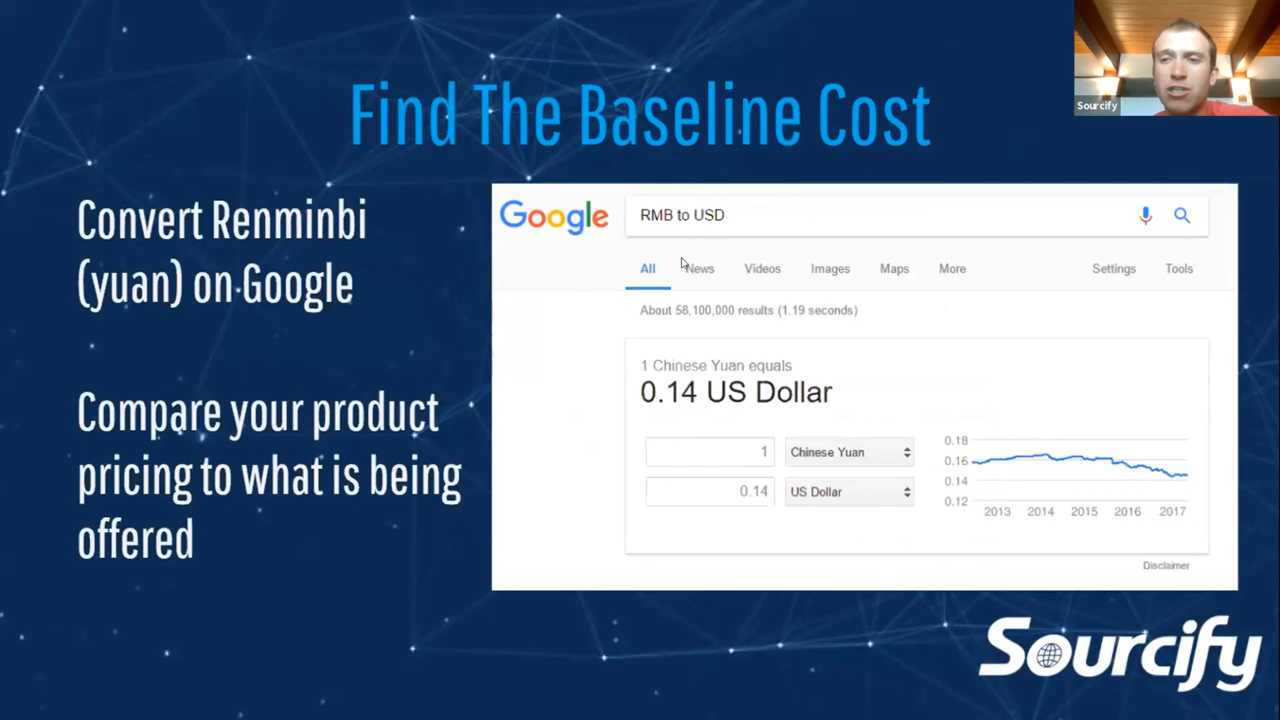 Find The Baseline Cost
Sourcify
Convert Renminbi
(yuan) on Google
Compare your product
pricing to what is being
offered
Google
RMB to USD
All News Videos Images Maps More Settings Tools
About 58,100,000 results (1.19 seconds)
1 Chinese Yuan equals
0.14 US Dollar
1 Chinese Yuan
0.14 US Dollar
0.18
0.16
0.14
0.12
2013 2014 2015 2016 2017
Disclaimer
Sourcify